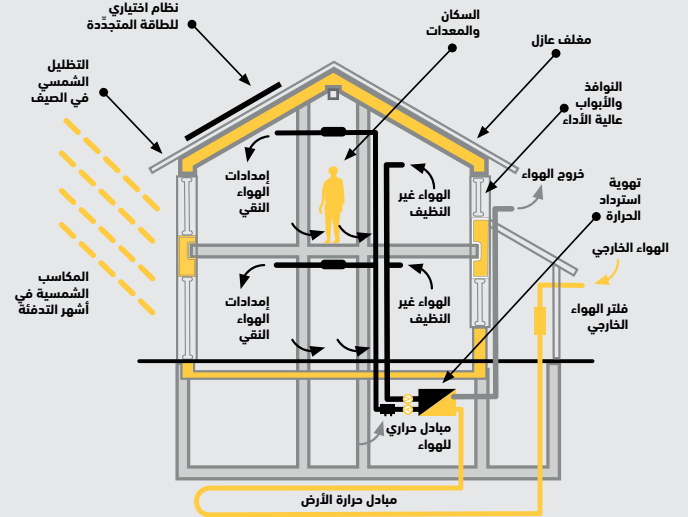 نظام اختياري
للطاقة المتجدِّدة
السكان
والمعدات
مغلف عازل
التظليل
الشمسي
في الصيف
النوافذ
والأبواب
عالية الأداء
خروج الهواء
تهوية
استرداد
الحرارة
إمدادات
الهواء
النقي
الهواء غير
النظيف
الهواء الخارجي
المكاسب
الشمسية في
أشهر التدفئة
إمدادات
الهواء
النقي
الهواء غير
النظيف
فلتر الهواء
الخارجي
مبادل حراري
للهواء
مبادل حرارة الأرض